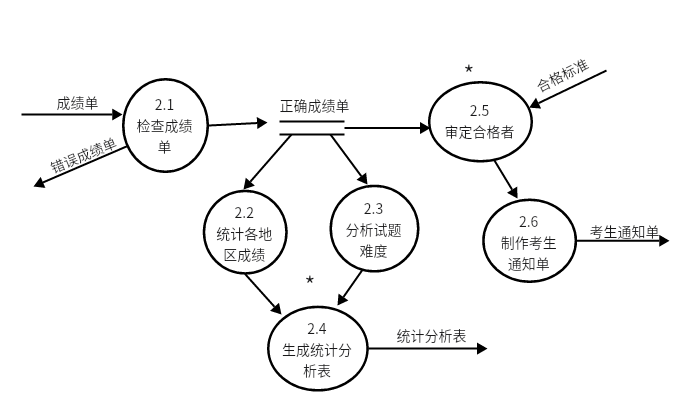 *
合格标准
成绩单
2.1
检查成绩
单
正确成绩单
2.5
审定合格者
错误成绩单
2.2
统计各地
区成绩
2.3
分析试题
难度
2.6
制作考生
通知单
考生通知单
*
2.4
生成统计分
析表
统计分析表